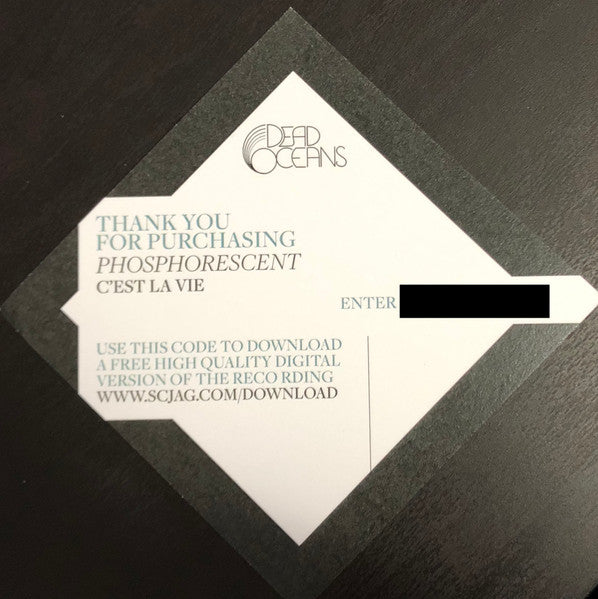 DEAD
OCEANS
THANK YOU
FOR PURCHASING
PHOSPHORESCENT
C'EST LA VIE
ENTER
USE THIS CODE TO DOWNLOAD
A FREE HIGH QUALITY DIGITAL
VERSION OF THE RECO RDING
WWW.SCJAG.COM/DOWNLOAD